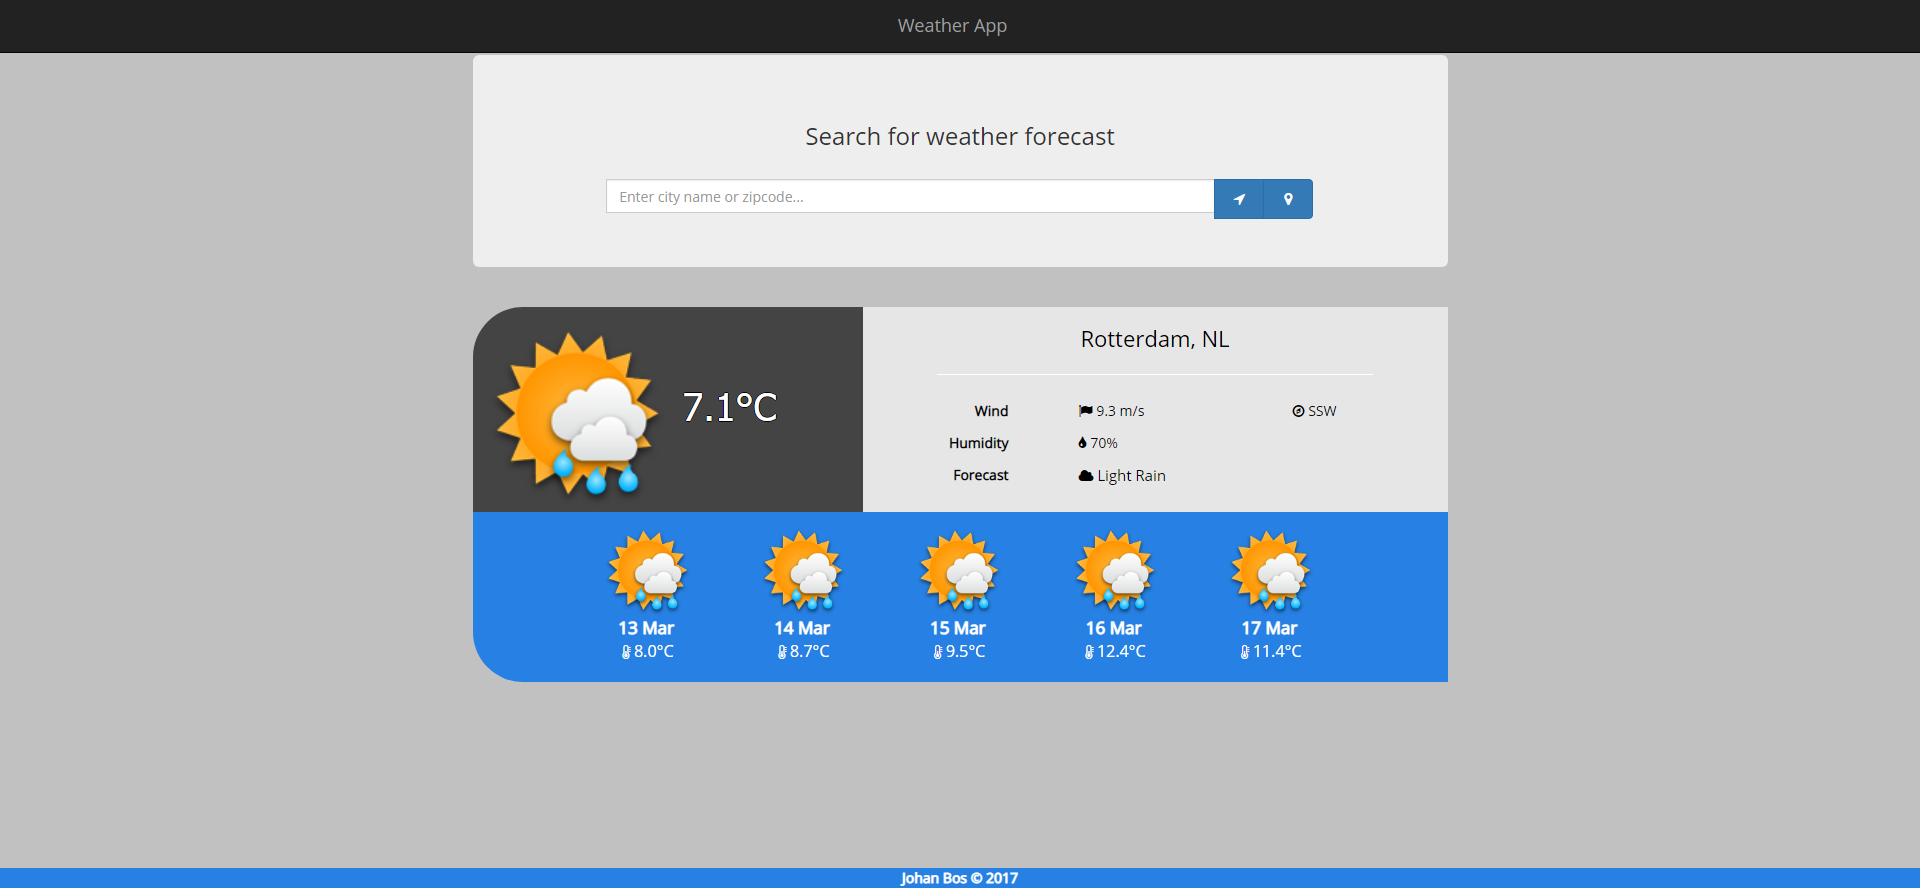 Weather App
Search for weather forecast
Enter city name or zipcode...
7.1°C
Rotterdam, NL
Wind 9.3 m/s SSW
Humidity 70%
Forecast Light Rain
13 Mar 14 Mar 15 Mar 16 Mar 17 Mar
8.0°C 8.7°C 9.5°C 12.4°C 11.4°C
Johan Bos © 2017